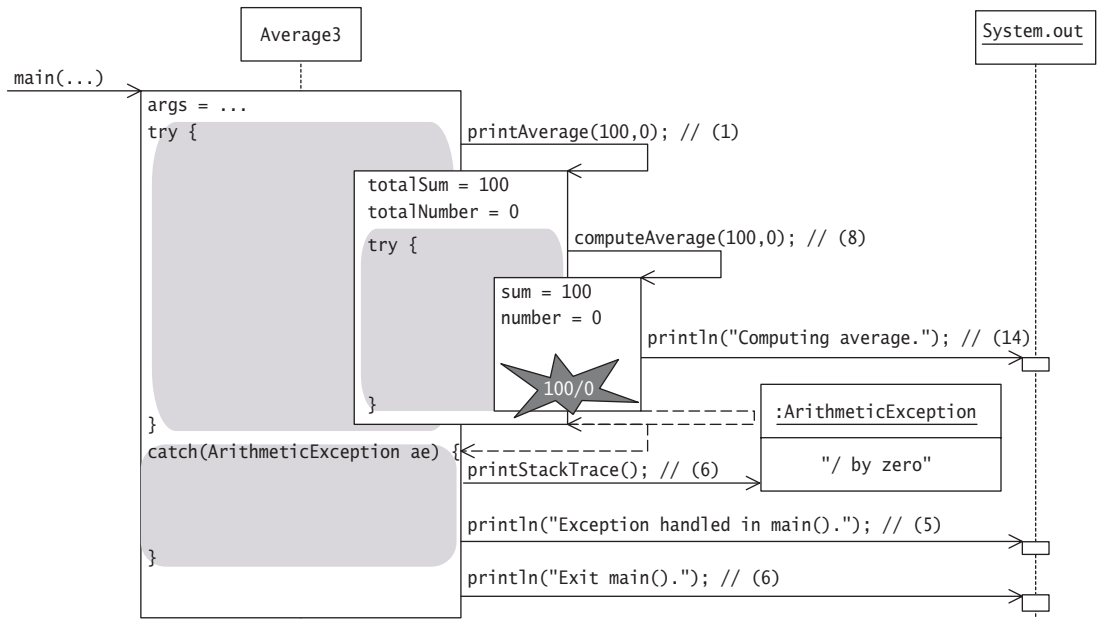 Average3
System.out
main(...)
args = ...
try {
printAverage(100,0); // (1)
totalSum = 100
totalNumber = 0
try {
computeAverage(100,0); // (8)
sum = 100
number = 0
println("Computing average."); // (14)
100/0
}
:ArithmeticException
"/ by zero"
}
catch(ArithmeticException ae) {
printStackTrace(); // (6)
println("Exception handled in main()."); // (5)
}
println("Exit main()."); // (6)